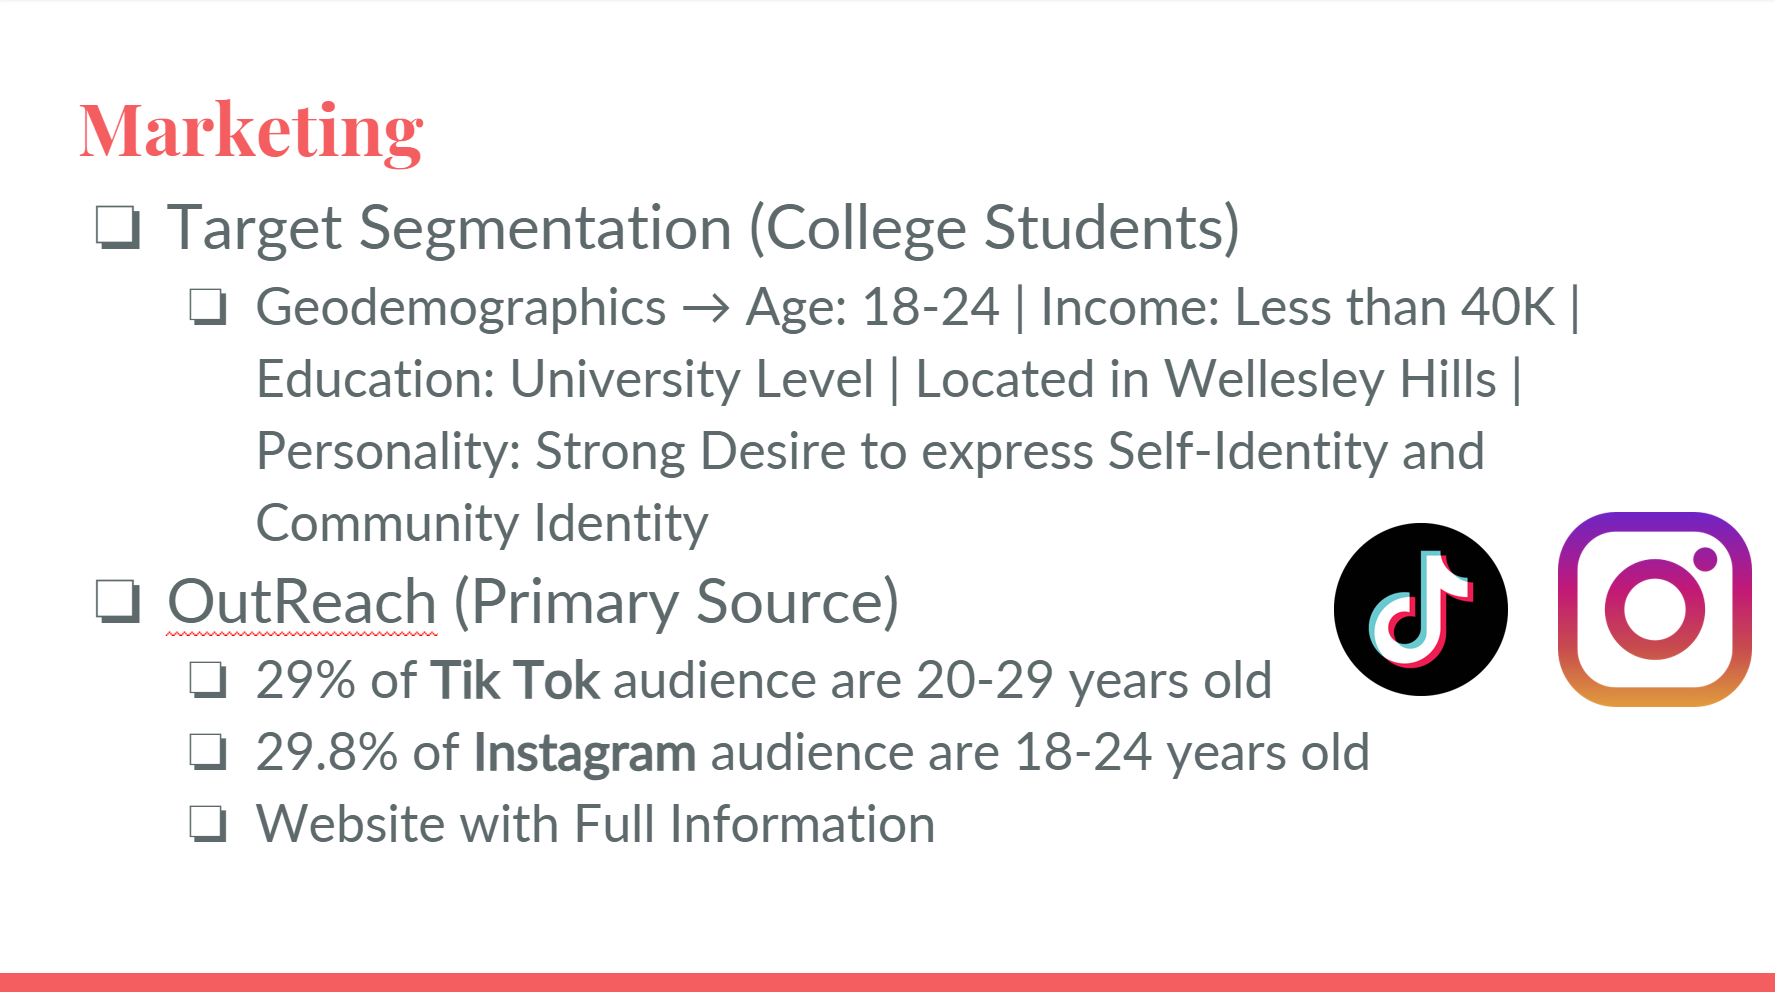 Marketing
Target Segmentation (College Students)
Geodemographics → Age: 18-24 | Income: Less than 40K |
Education: University Level | Located in Wellesley Hills |
Personality: Strong Desire to express Self-Identity and
Community Identity
OutReach (Primary Source)
29% of Tik Tok audience are 20-29 years old
29.8% of Instagram audience are 18-24 years old
Website with Full Information